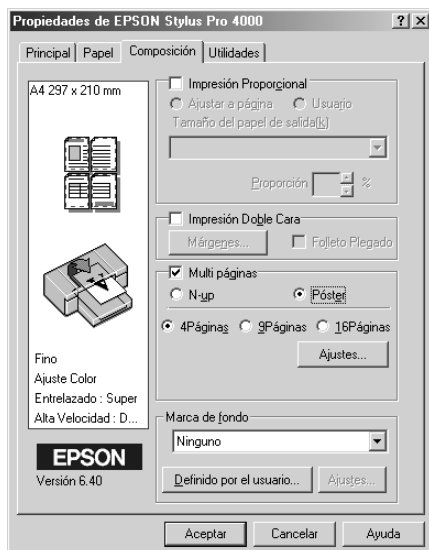 Propiedades de EPSON Stylus Pro 4000
Principal
Papel
Composición
Utilidades
A4 297 x 210 mm
Fino
Ajuste Color
Entrelazado : Super
Alta Velocidad : D...
EPSON
Versión 6.40
Impresión Proporcional
Ajustar a página
Usuario
Tamaño del papel de salida(k)
Proporción
%
Impresión Doble Cara
Márgenes...
Folleto Plegado
Multi páginas
N-up
Póster
4Páginas
9Páginas
16Páginas
Ajustes...
Marca de fondo
Ninguno
Definido por el usuario...
Ajustes...
Aceptar
Cancelar
Ayuda